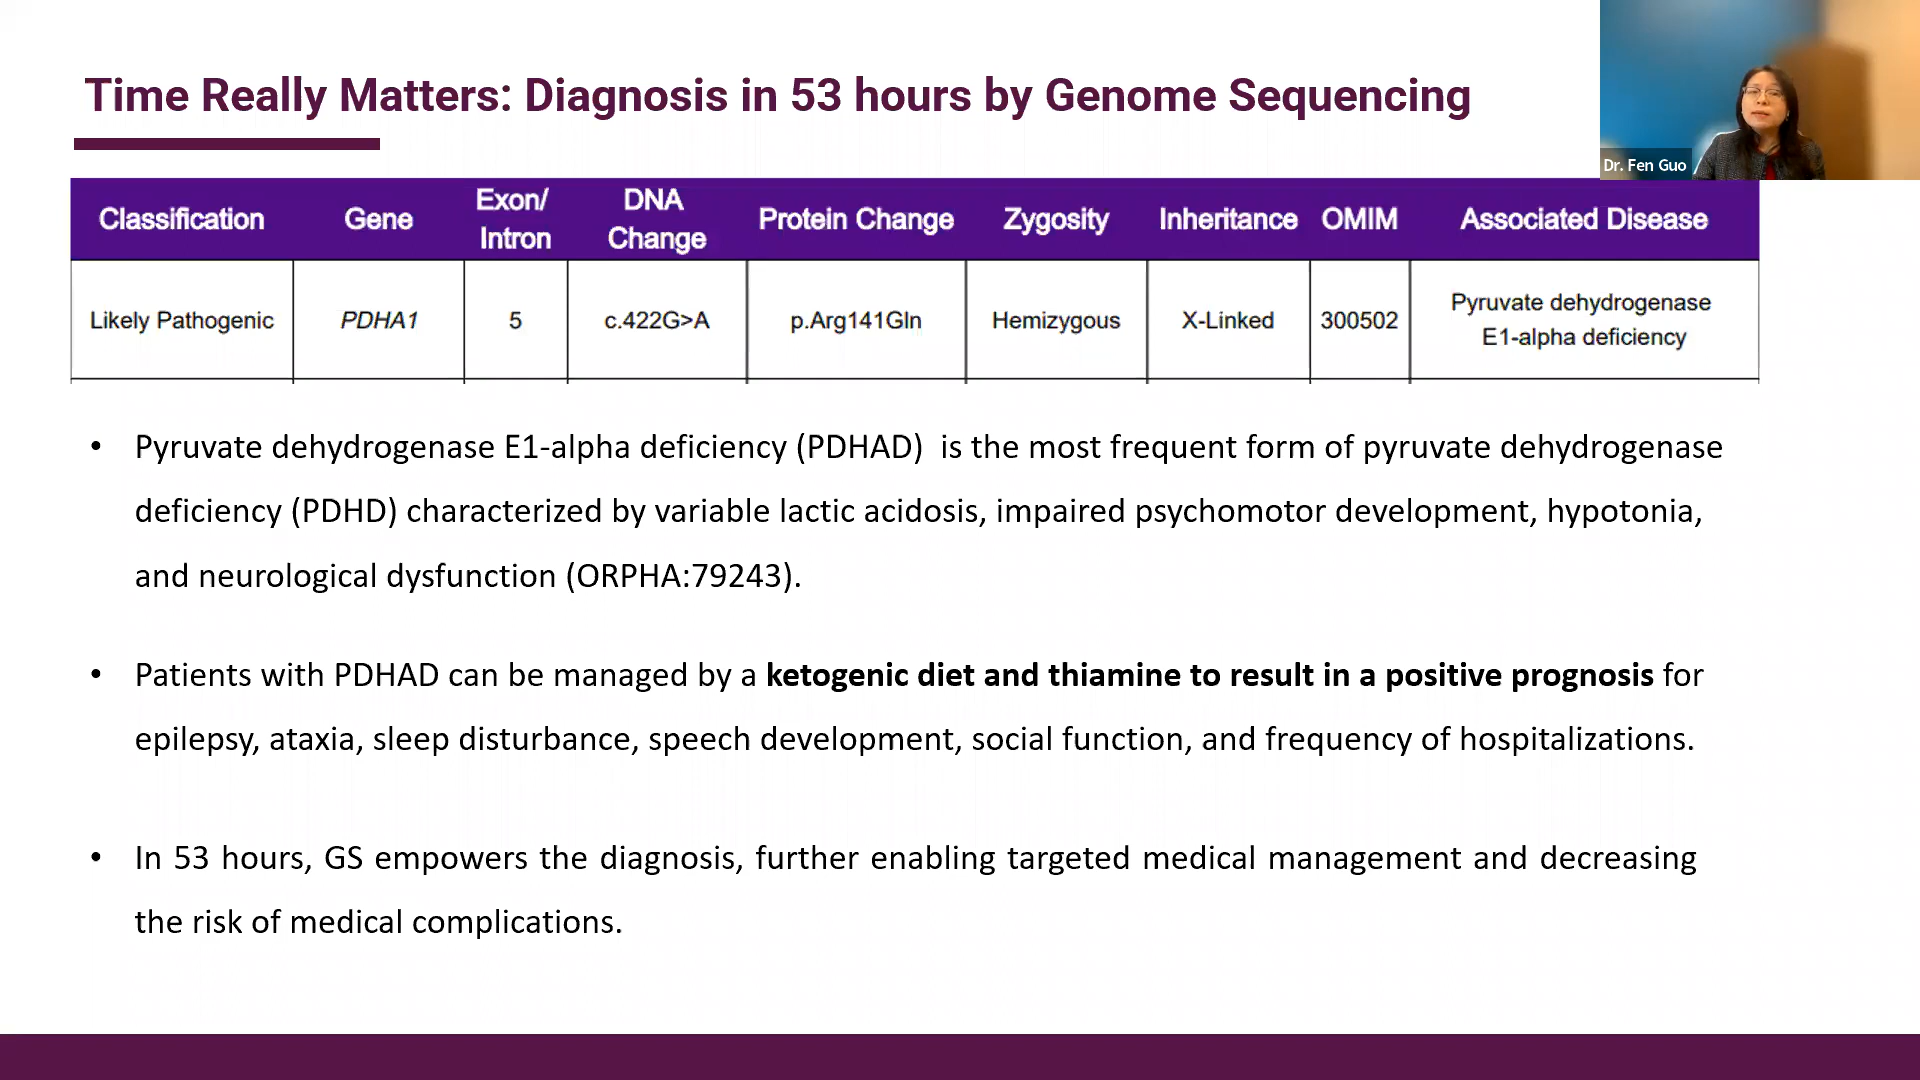 Time Really Matters: Diagnosis in 53 hours by Genome Sequencing
Dr. Fen Guo
Classification Gene Exon/ Intron DNA Change Protein Change Zygosity Inheritance OMIM Associated Disease
Likely Pathogenic PDHA1 5 c.422G>A p.Arg141Gln Hemizygous X-Linked 300502 Pyruvate dehydrogenase E1-alpha deficiency
• Pyruvate dehydrogenase E1-alpha deficiency (PDHAD) is the most frequent form of pyruvate dehydrogenase
deficiency (PDHD) characterized by variable lactic acidosis, impaired psychomotor development, hypotonia,
and neurological dysfunction (ORPHA:79243).
• Patients with PDHAD can be managed by a ketogenic diet and thiamine to result in a positive prognosis for
epilepsy, ataxia, sleep disturbance, speech development, social function, and frequency of hospitalizations.
• In 53 hours, GS empowers the diagnosis, further enabling targeted medical management and decreasing
the risk of medical complications.